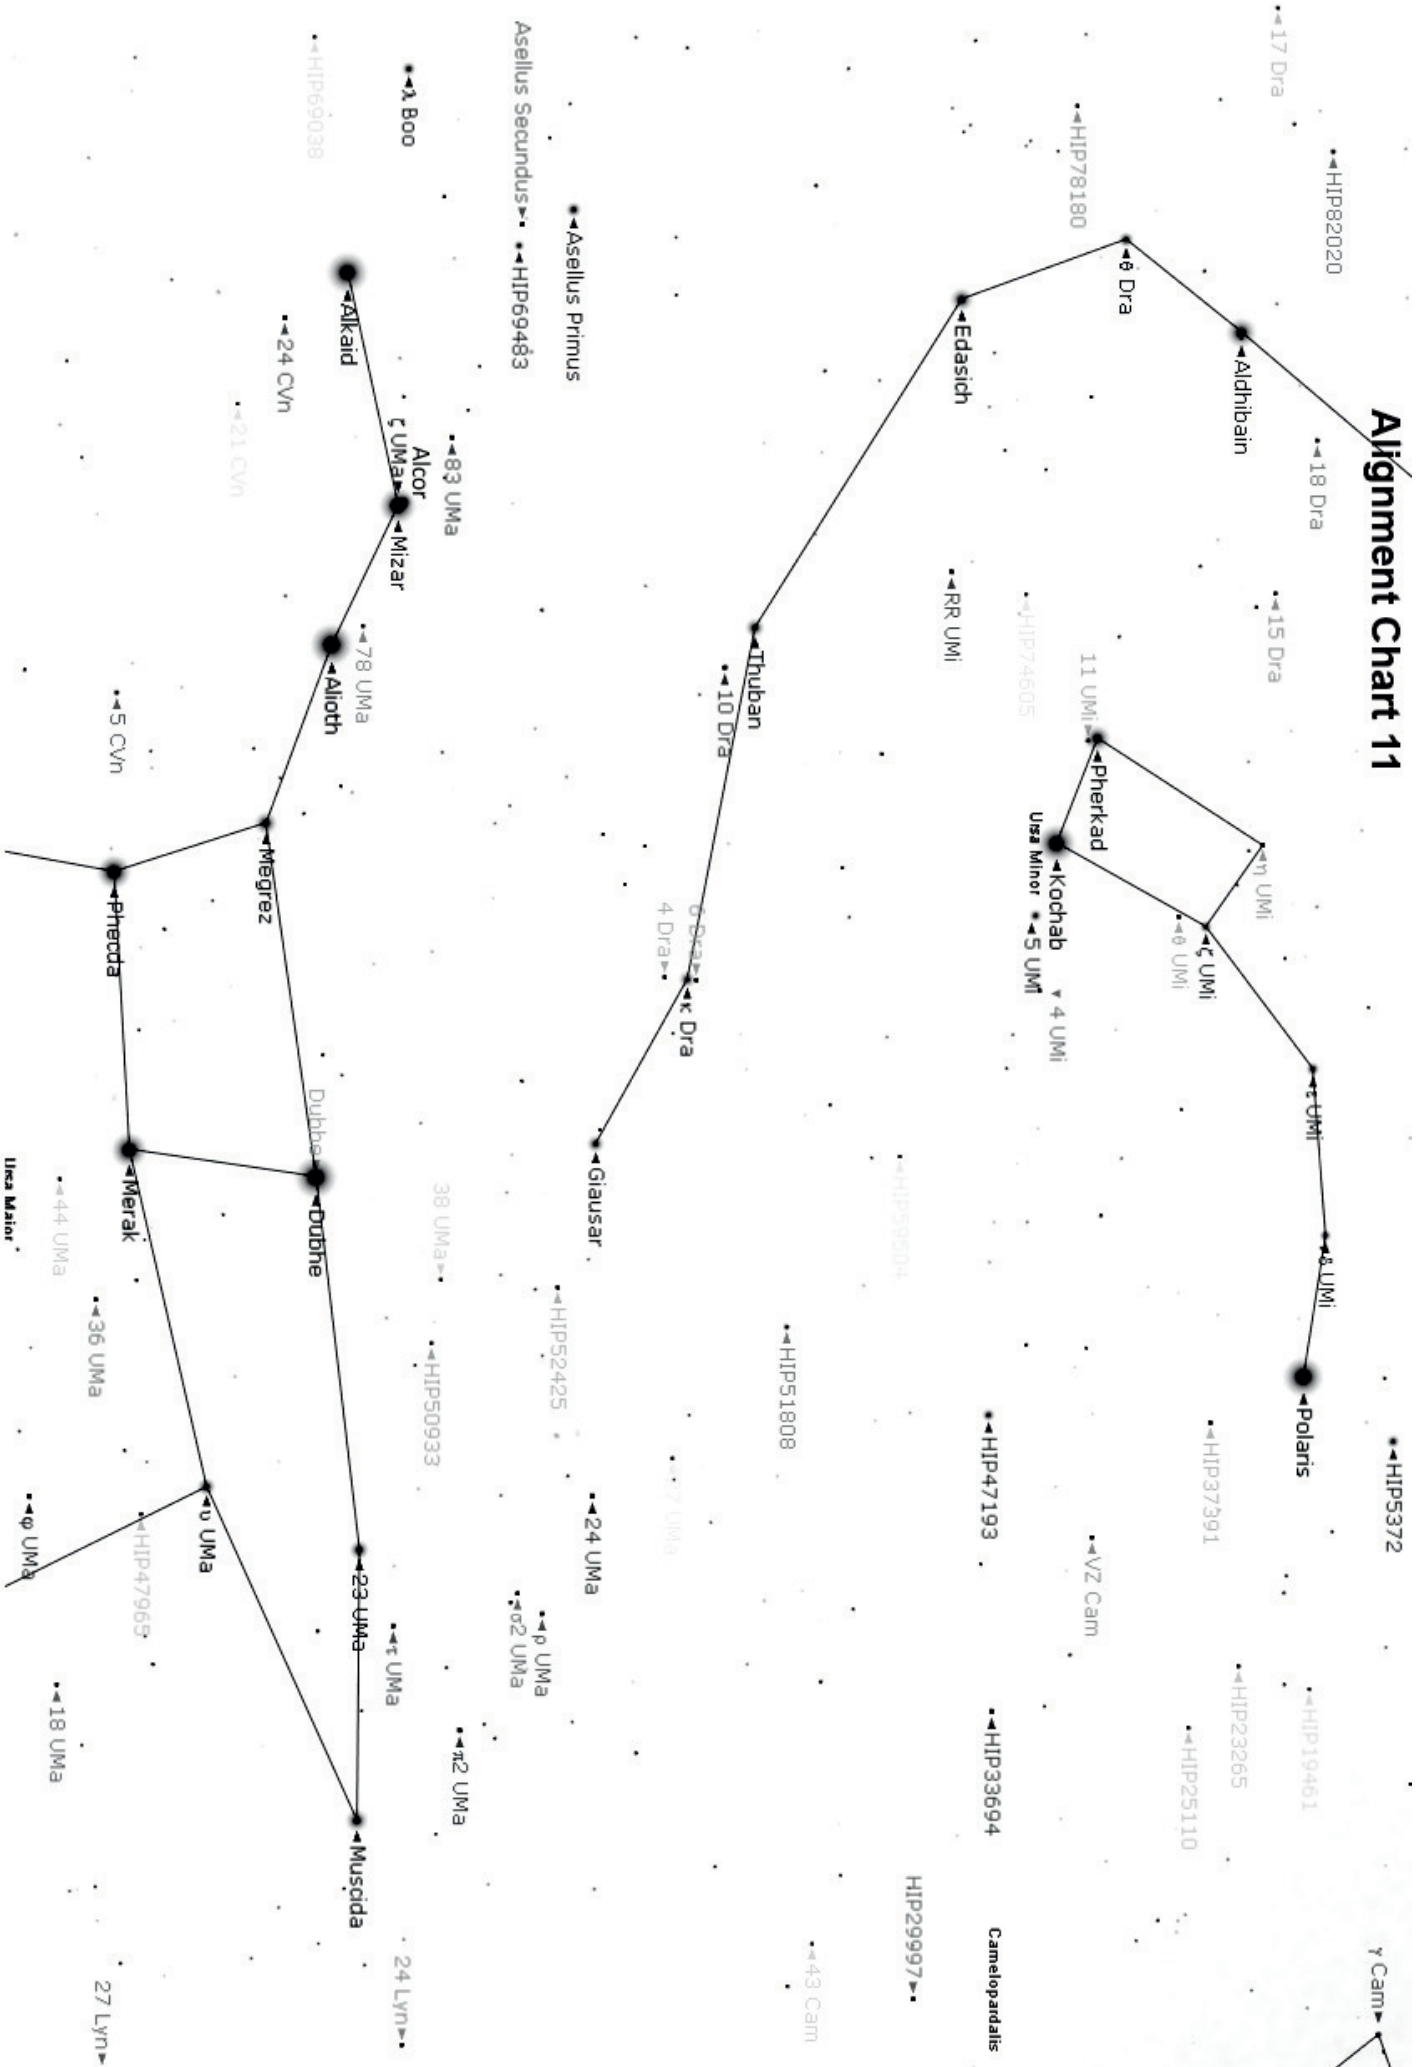 Alignment Chart 11
17 Dra
HIP82020
18 Dra
15 Dra
HIP5372
HIP19461
γ Cam
HIP78180
θ Dra
Aldhibain
η UMi
ζ UMi
θ UMi
ε UMi
δ UMi
Polaris
HIP37391
HIP23265
HIP25110
Edasich
RR UMi
HIP74605
11 UMi
Pherkad
Kochab
Ursa Minor
5 UMi
4 UMi
HIP47193
VZ Cam
HIP33694
HIP29997
Camelopardalis
Thuban
10 Dra
6 Dra
4 Dra
κ Dra
HIP59504
HIP51808
43 Cam
Asellus Primus
Asellus Secundus
HIP69483
Giausar
HIP52425
24 UMa
ρ UMa
σ2 UMa
λ Boo
HIP69038
83 UMa
Alcor
ζ UMa
Mizar
Alkaid
24 CVn
21 CVn
78 UMa
Alioth
38 UMa
HIP50933
π2 UMa
τ UMa
23 UMa
Muscida
24 Lyn
Megrez
Dubhe
Dubhe
5 CVn
Phecda
Merak
υ UMa
HIP47965
44 UMa
36 UMa
φ UMa
18 UMa
27 Lyn
Ursa Maior